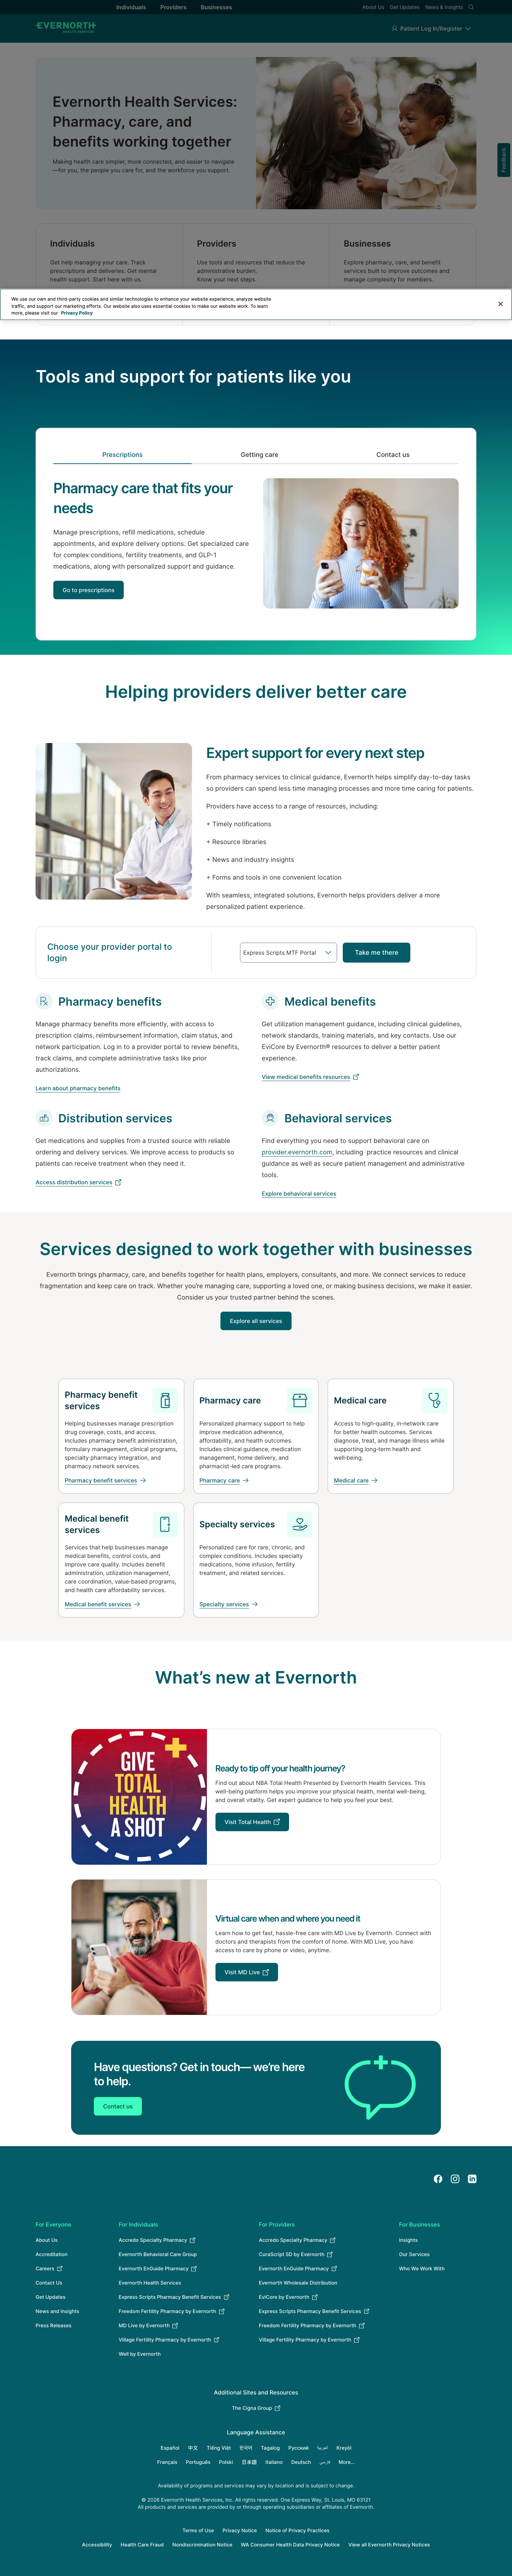 Individuals Providers Businesses About Us Get Updates News & Insights
EVERNORTH
HEALTH SERVICES
Patient Log In/Register
Evernorth Health Services:
Pharmacy, care, and
benefits working together
Making health care simpler, more connected, and easier to navigate
—for you, the people you care for, and the workforce you support.
Feedback
Individuals
Get help managing your care. Track
prescriptions and deliveries. Get mental
health support. Start here with us.
Providers
Use tools and resources that reduce the
administrative burden.
Know your next steps.
Businesses
Explore pharmacy, care, and benefit
services built to improve outcomes and
manage complexity for members.
We use our own and third-party cookies and similar technologies to enhance your website experience, analyze website
traffic, and support our marketing efforts. Our website also uses essential cookies to make our website work. To learn
more, please visit our Privacy Policy
Tools and support for patients like you
Prescriptions Getting care Contact us
Pharmacy care that fits your
needs
Manage prescriptions, refill medications, schedule
appointments, and explore delivery options. Get specialized care
for complex conditions, fertility treatments, and GLP-1
medications, along with personalized support and guidance.
Go to prescriptions
Helping providers deliver better care
Expert support for every next step
From pharmacy services to clinical guidance, Evernorth helps simplify day-to-day tasks
so providers can spend less time managing processes and more time caring for patients.
Providers have access to a range of resources, including:
+ Timely notifications
+ Resource libraries
+ News and industry insights
+ Forms and tools in one convenient location
With seamless, integrated solutions, Evernorth helps providers deliver a more
personalized patient experience.
Choose your provider portal to
login
Express Scripts MTF Portal
Take me there
Pharmacy benefits
Manage pharmacy benefits more efficiently, with access to
prescription claims, reimbursement information, claim status, and
network participation. Log in to a provider portal to review benefits,
track claims, and complete administrative tasks like prior
authorizations.
Learn about pharmacy benefits
Medical benefits
Get utilization management guidance, including clinical guidelines,
network standards, training materials, and key contacts. Use our
EviCore by Evernorth® resources to deliver a better patient
experience.
View medical benefits resources
Distribution services
Get medications and supplies from a trusted source with reliable
ordering and delivery services. We improve access to products so
patients can receive treatment when they need it.
Access distribution services
Behavioral services
Find everything you need to support behavioral care on
provider.evernorth.com, including practice resources and clinical
guidance as well as secure patient management and administrative
tools.
Explore behavioral services
Services designed to work together with businesses
Evernorth brings pharmacy, care, and benefits together for health plans, employers, consultants, and more. We connect services to reduce
fragmentation and keep care on track. Whether you're managing care, supporting a loved one, or making business decisions, we make it easier.
Consider us your trusted partner behind the scenes.
Explore all services
Pharmacy benefit
services
Helping businesses manage prescription
drug coverage, costs, and access.
Includes pharmacy benefit administration,
formulary management, clinical programs,
specialty pharmacy integration, and
pharmacy network services.
Pharmacy benefit services
Pharmacy care
Personalized pharmacy support to help
improve medication adherence,
affordability, and health outcomes.
Includes clinical guidance, medication
management, home delivery, and
pharmacist-led care programs.
Pharmacy care
Medical care
Access to high-quality, in-network care
for better health outcomes. Services
diagnose, treat, and manage illness while
supporting long-term health and
well-being.
Medical care
Medical benefit
services
Services that help businesses manage
medical benefits, control costs, and
improve care quality. Includes benefit
administration, utilization management,
care coordination, value-based programs,
and health care affordability services.
Medical benefit services
Specialty services
Personalized care for rare, chronic, and
complex conditions. Includes specialty
medications, home infusion, fertility
treatment, and related services.
Specialty services
What's new at Evernorth
GIVE
TOTAL
HEALTH
A SHOT
Ready to tip off your health journey?
Find out about NBA Total Health Presented by Evernorth Health Services. This
well-being platform helps you improve your physical health, mental well-being,
and overall vitality. Get expert guidance to help you feel your best.
Visit Total Health
Virtual care when and where you need it
Learn how to get fast, hassle-free care with MD Live by Evernorth. Connect with
doctors and therapists from the comfort of home. With MD Live, you have
access to care by phone or video, anytime.
Visit MD Live
Have questions? Get in touch— we're here
to help.
Contact us
For Everyone
About Us
Accreditation
Careers
Contact Us
Get Updates
News and Insights
Press Releases
For Individuals
Accredo Specialty Pharmacy
Evernorth Behavioral Care Group
Evernorth EnGuide Pharmacy
Evernorth Health Services
Express Scripts Pharmacy Benefit Services
Freedom Fertility Pharmacy by Evernorth
MD Live by Evernorth
Village Fertility Pharmacy by Evernorth
Well by Evernorth
For Providers
Accredo Specialty Pharmacy
CuraScript SD by Evernorth
Evernorth EnGuide Pharmacy
Evernorth Wholesale Distribution
EviCore by Evernorth
Express Scripts Pharmacy Benefit Services
Freedom Fertility Pharmacy by Evernorth
Village Fertility Pharmacy by Evernorth
For Businesses
Insights
Our Services
Who We Work With
Additional Sites and Resources
The Cigna Group
Language Assistance
Español 中文 Tiếng Việt 한국어 Tagalog Русский العربية Kreyòl
Français Português Polski 日本語 Italiano Deutsch فارسی More...
Availability of programs and services may vary by location and is subject to change.
© 2026 Evernorth Health Services, Inc. All rights reserved. One Express Way, St. Louis, MO 63121
All products and services are provided by or through operating subsidiaries or affiliates of Evernorth.
Terms of Use Privacy Notice Notice of Privacy Practices
Accessibility Health Care Fraud Nondiscrimination Notice WA Consumer Health Data Privacy Notice View all Evernorth Privacy Notices